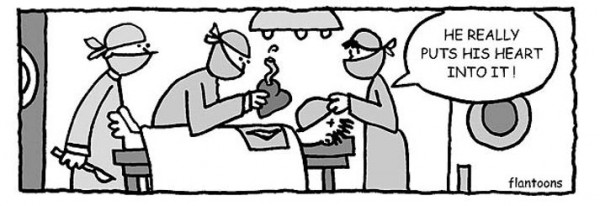 HE REALLY
PUTS HIS HEART
INTO IT !
flantoons